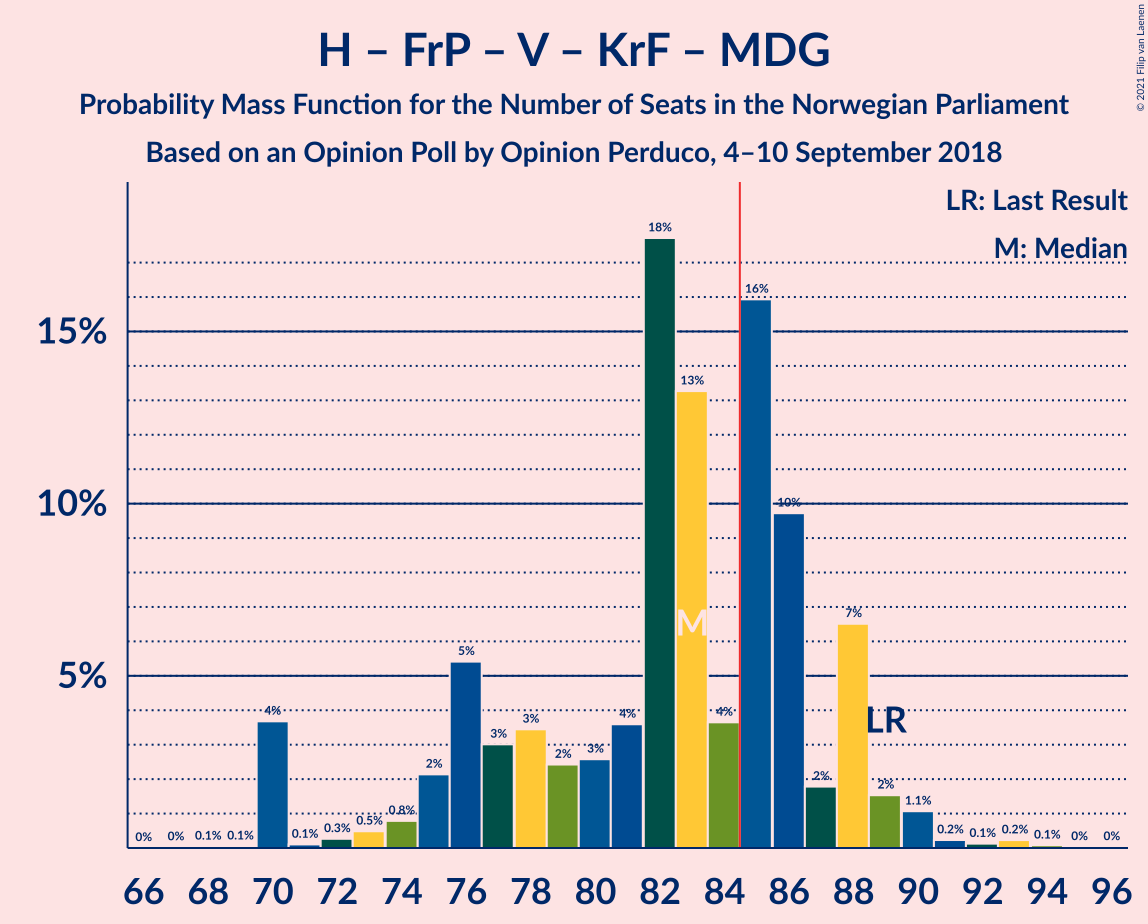 H – FrP – V – KrF – MDG
Probability Mass Function for the Number of Seats in the Norwegian Parliament
Based on an Opinion Poll by Opinion Perduco, 4–10 September 2018
© 2021 Filip van Laenen
LR: Last Result
M: Median
15%
10%
5%
0% 0% 0.1% 0.1% 4% 0.1% 0.3% 0.5% 0.8% 2% 5% 3% 3% 2% 3% 4% 18% 13% 4% 16% 10% 2% 7% 2% 1.1% 0.2% 0.1% 0.2% 0.1% 0% 0%
M
LR
66 68 70 72 74 76 78 80 82 84 86 88 90 92 94 96